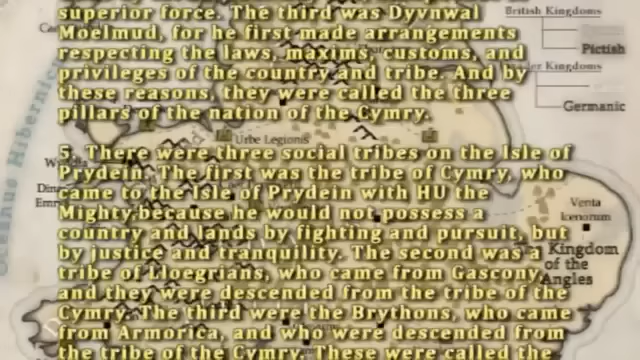 superior force. The third was Dyvnwal
Moelmud, for he first made arrangements
respecting the laws, maxims, customs, and
privileges of the country and tribe. And by
these reasons, they were called the three
pillars of the nation of the Cymry.
5. There were three social tribes on the Isle of
Prydein. The first was the tribe of Cymry, who
came to the Isle of Prydein with HU the
Mighty, because he would not possess a
country and lands by fighting and pursuit, but
by justice and tranquility. The second was a
tribe of Lloegrians, who came from Gascony,
and they were descended from the tribe of the
Cymry. The third were the Brythons, who came
from Armorica, and who were descended from
the tribe of the Cymry. These were called the
British Kingdoms
Pictish
Kingdoms
Germanic
Urbe Legionis
Oceanus Hibernicus
Venta
Icenorum
Kingdom
of the
Angles